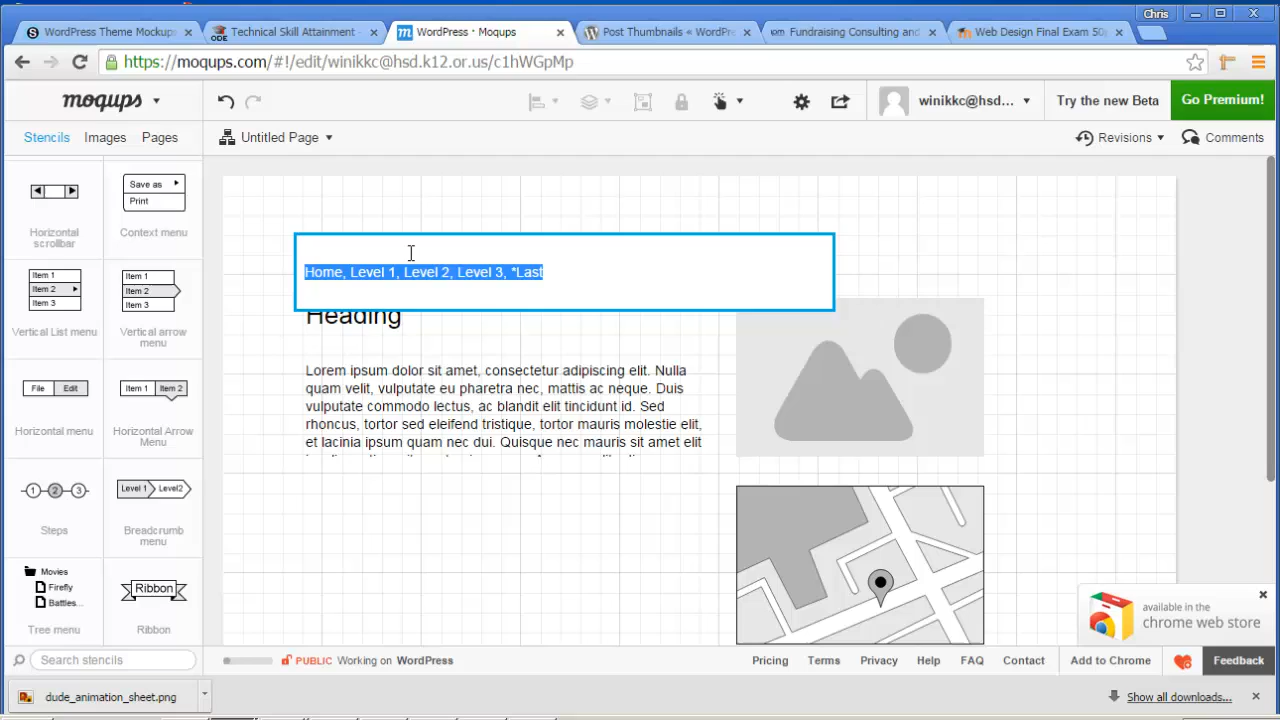 Chris
WordPress Theme Mockups
Technical Skill Attainment -
WordPress · Moqups
Post Thumbnails « WordPre
Fundraising Consulting and
Web Design Final Exam 50p
https://moqups.com/#!/edit/winikkc@hsd.k12.or.us/c1hWGpMp
moqups
winikkc@hsd...
Try the new Beta
Go Premium!
Stencils
Images
Pages
Untitled Page
Revisions
Comments
Save as
Print
Horizontal
scrollbar
Context menu
Item 1
Item 2
Item 3
Item 1
Item 2
Item 3
Vertical List menu
Vertical arrow
menu
File
Edit
Item 1
Item 2
Horizontal menu
Horizontal Arrow
Menu
1
2
3
Level 1
Level2
Steps
Breadcrumb
menu
Movies
Firefly
Battles...
Ribbon
Tree menu
Ribbon
Search stencils
Home, Level 1, Level 2, Level 3, *Last
Heading
Lorem ipsum dolor sit amet, consectetur adipiscing elit. Nulla
quam velit, vulputate eu pharetra nec, mattis ac neque. Duis
vulputate commodo lectus, ac blandit elit tincidunt id. Sed
rhoncus, tortor sed eleifend tristique, tortor mauris molestie elit,
et lacinia ipsum quam nec dui. Quisque nec mauris sit amet elit
available in the
chrome web store
PUBLIC Working on WordPress
Pricing
Terms
Privacy
Help
FAQ
Contact
Add to Chrome
Feedback
dude_animation_sheet.png
Show all downloads...